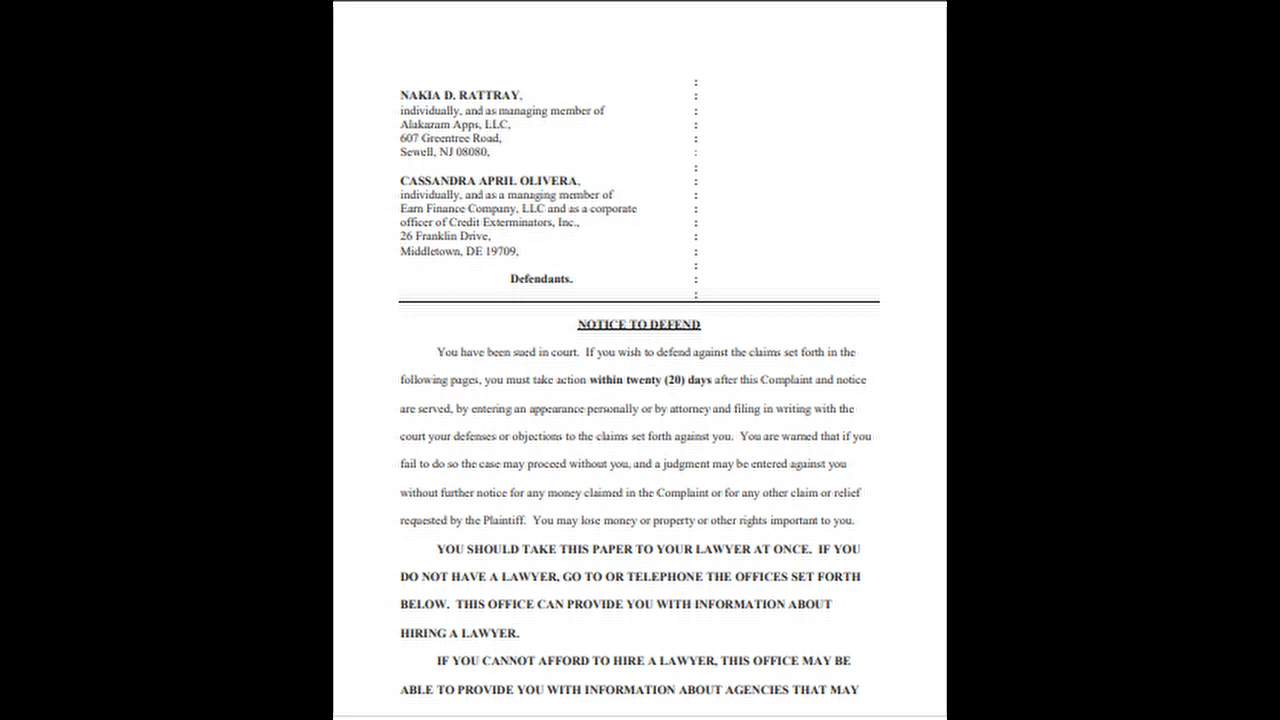 :
NAKIA D. RATTRAY, :
individually, and as managing member of :
Alakazam Apps, LLC, :
607 Greentree Road, :
Sewell, NJ 08080, :
:
CASSANDRA APRIL OLIVERA, :
individually, and as a managing member of :
Earn Finance Company, LLC and as a corporate :
officer of Credit Exterminators, Inc., :
26 Franklin Drive, :
Middletown, DE 19709, :
:
Defendants. :
:
NOTICE TO DEFEND
You have been sued in court. If you wish to defend against the claims set forth in the
following pages, you must take action within twenty (20) days after this Complaint and notice
are served, by entering an appearance personally or by attorney and filing in writing with the
court your defenses or objections to the claims set forth against you. You are warned that if you
fail to do so the case may proceed without you, and a judgment may be entered against you
without further notice for any money claimed in the Complaint or for any other claim or relief
requested by the Plaintiff. You may lose money or property or other rights important to you.
YOU SHOULD TAKE THIS PAPER TO YOUR LAWYER AT ONCE. IF YOU
DO NOT HAVE A LAWYER, GO TO OR TELEPHONE THE OFFICES SET FORTH
BELOW. THIS OFFICE CAN PROVIDE YOU WITH INFORMATION ABOUT
HIRING A LAWYER.
IF YOU CANNOT AFFORD TO HIRE A LAWYER, THIS OFFICE MAY BE
ABLE TO PROVIDE YOU WITH INFORMATION ABOUT AGENCIES THAT MAY